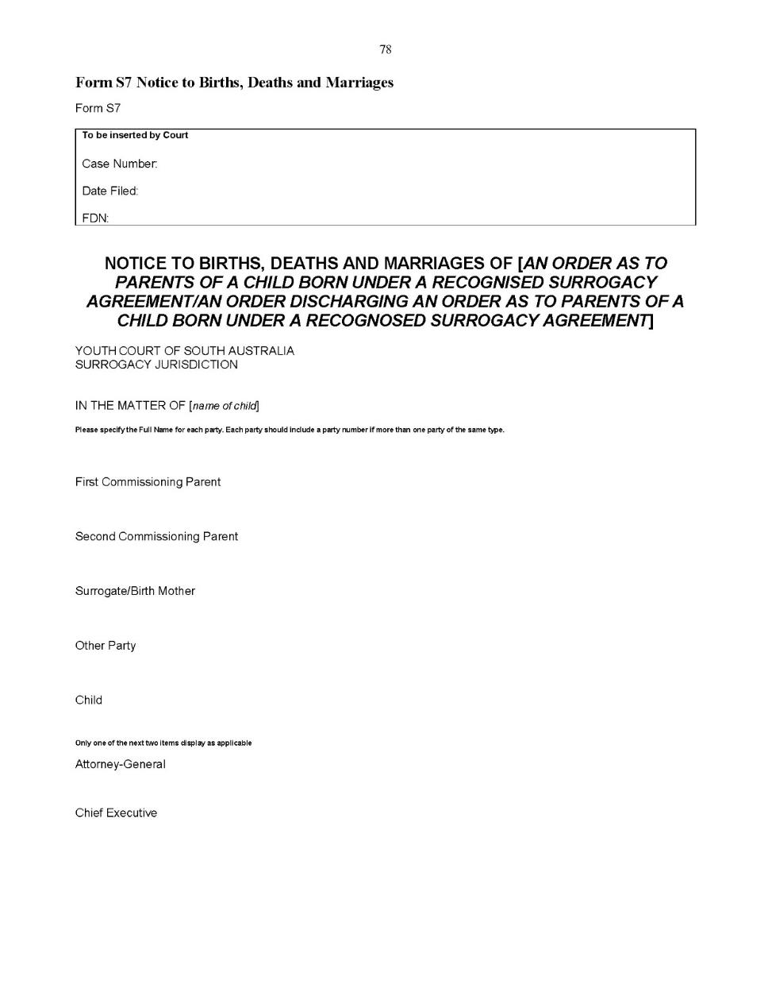 78
Form S7 Notice to Births, Deaths and Marriages
Form S7
To be inserted by Court
Case Number:
Date Filed:
FDN:
NOTICE TO BIRTHS, DEATHS AND MARRIAGES OF [AN ORDER AS TO
PARENTS OF A CHILD BORN UNDER A RECOGNISED SURROGACY
AGREEMENT/AN ORDER DISCHARGING AN ORDER AS TO PARENTS OF A
CHILD BORN UNDER A RECOGNOSED SURROGACY AGREEMENT]
YOUTH COURT OF SOUTH AUSTRALIA
SURROGACY JURISDICTION
IN THE MATTER OF [name of child]
Please specify the Full Name for each party. Each party should include a party number if more than one party of the same type.
First Commissioning Parent
Second Commissioning Parent
Surrogate/Birth Mother
Other Party
Child
Only one of the next two items display as applicable
Attorney-General
Chief Executive